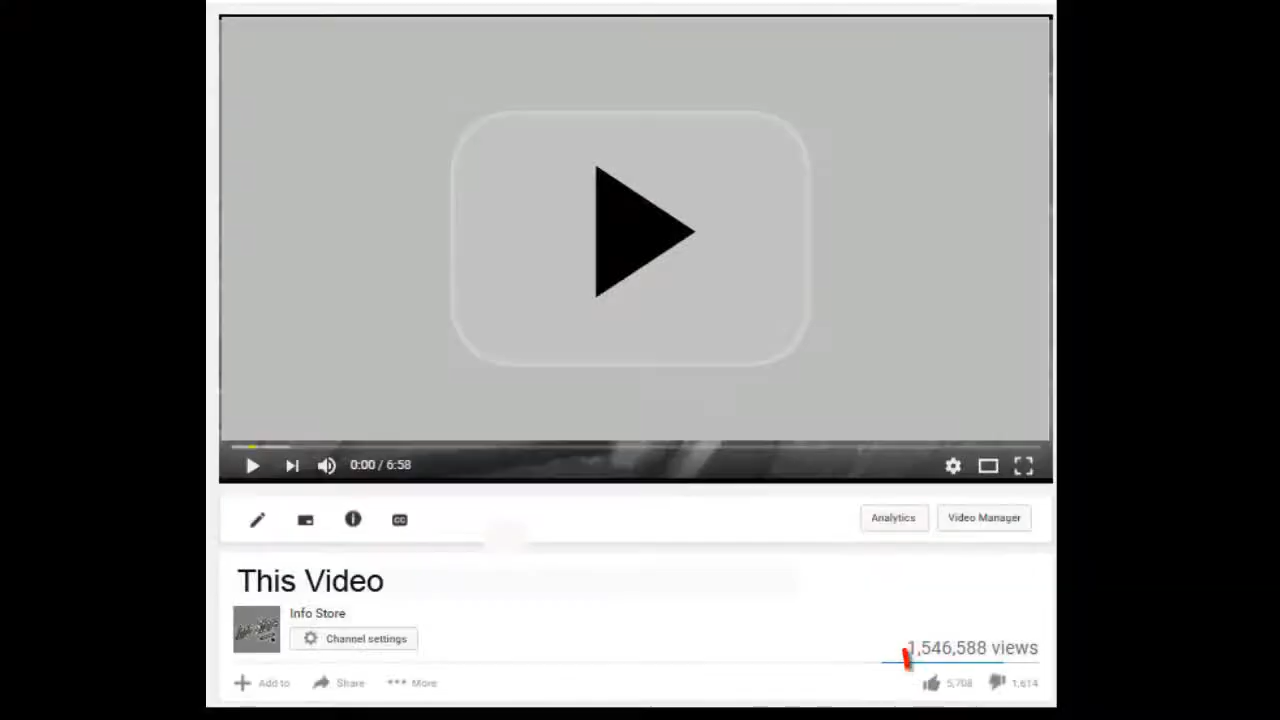 0:00 / 6:58
CC
Analytics
Video Manager
This Video
Info Store
Channel settings
1,546,588 views
Add to
Share
More
5,708
1,614